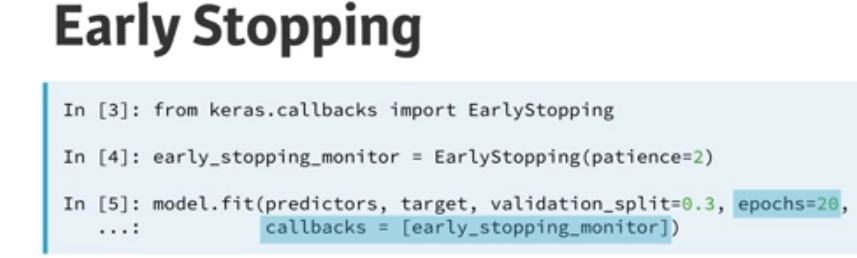 Early Stopping
In [3]: from keras.callbacks import EarlyStopping
In [4]: early_stopping_monitor = EarlyStopping(patience=2)
In [5]: model.fit(predictors, target, validation_split=0.3, epochs=20,
...: callbacks = [early_stopping_monitor])